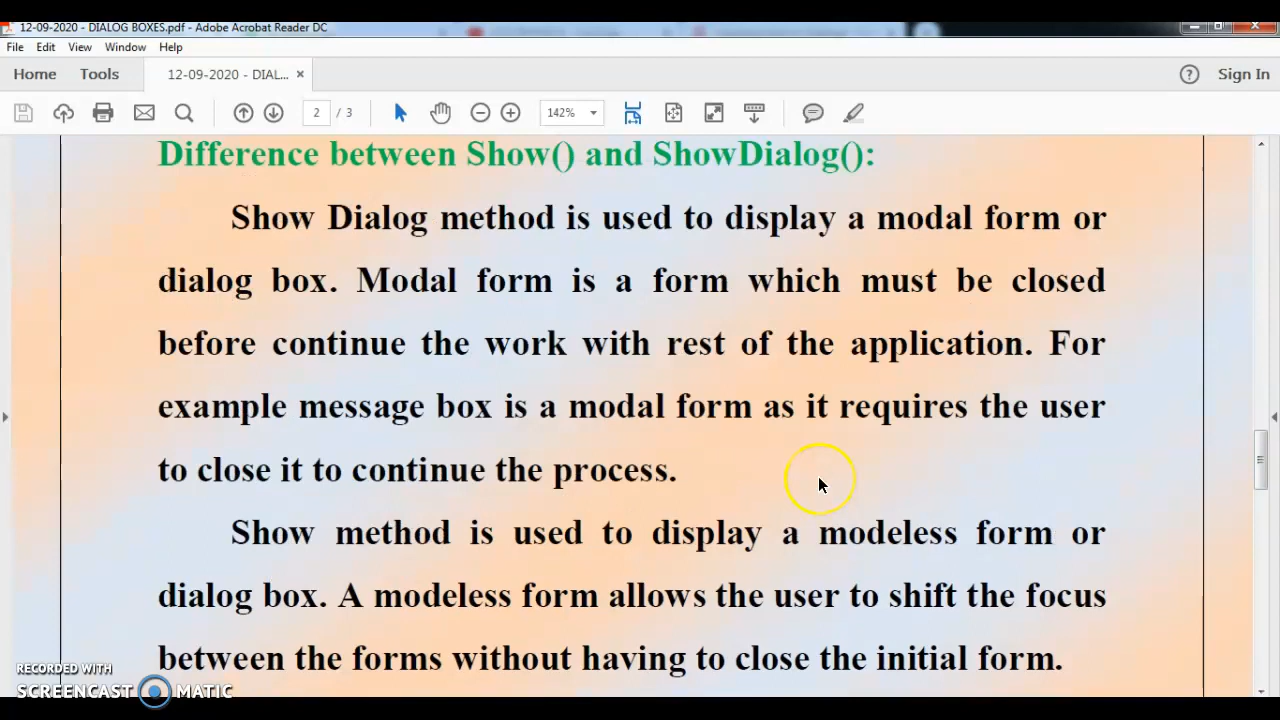 12-09-2020 - DIALOG BOXES.pdf - Adobe Acrobat Reader DC
File Edit View Window Help
Home Tools 12-09-2020 - DIAL... × Sign In
2 / 3 142%
Difference between Show() and ShowDialog():
Show Dialog method is used to display a modal form or
dialog box. Modal form is a form which must be closed
before continue the work with rest of the application. For
example message box is a modal form as it requires the user
to close it to continue the process.
Show method is used to display a modeless form or
dialog box. A modeless form allows the user to shift the focus
between the forms without having to close the initial form.
RECORDED WITH
SCREENCAST MATIC